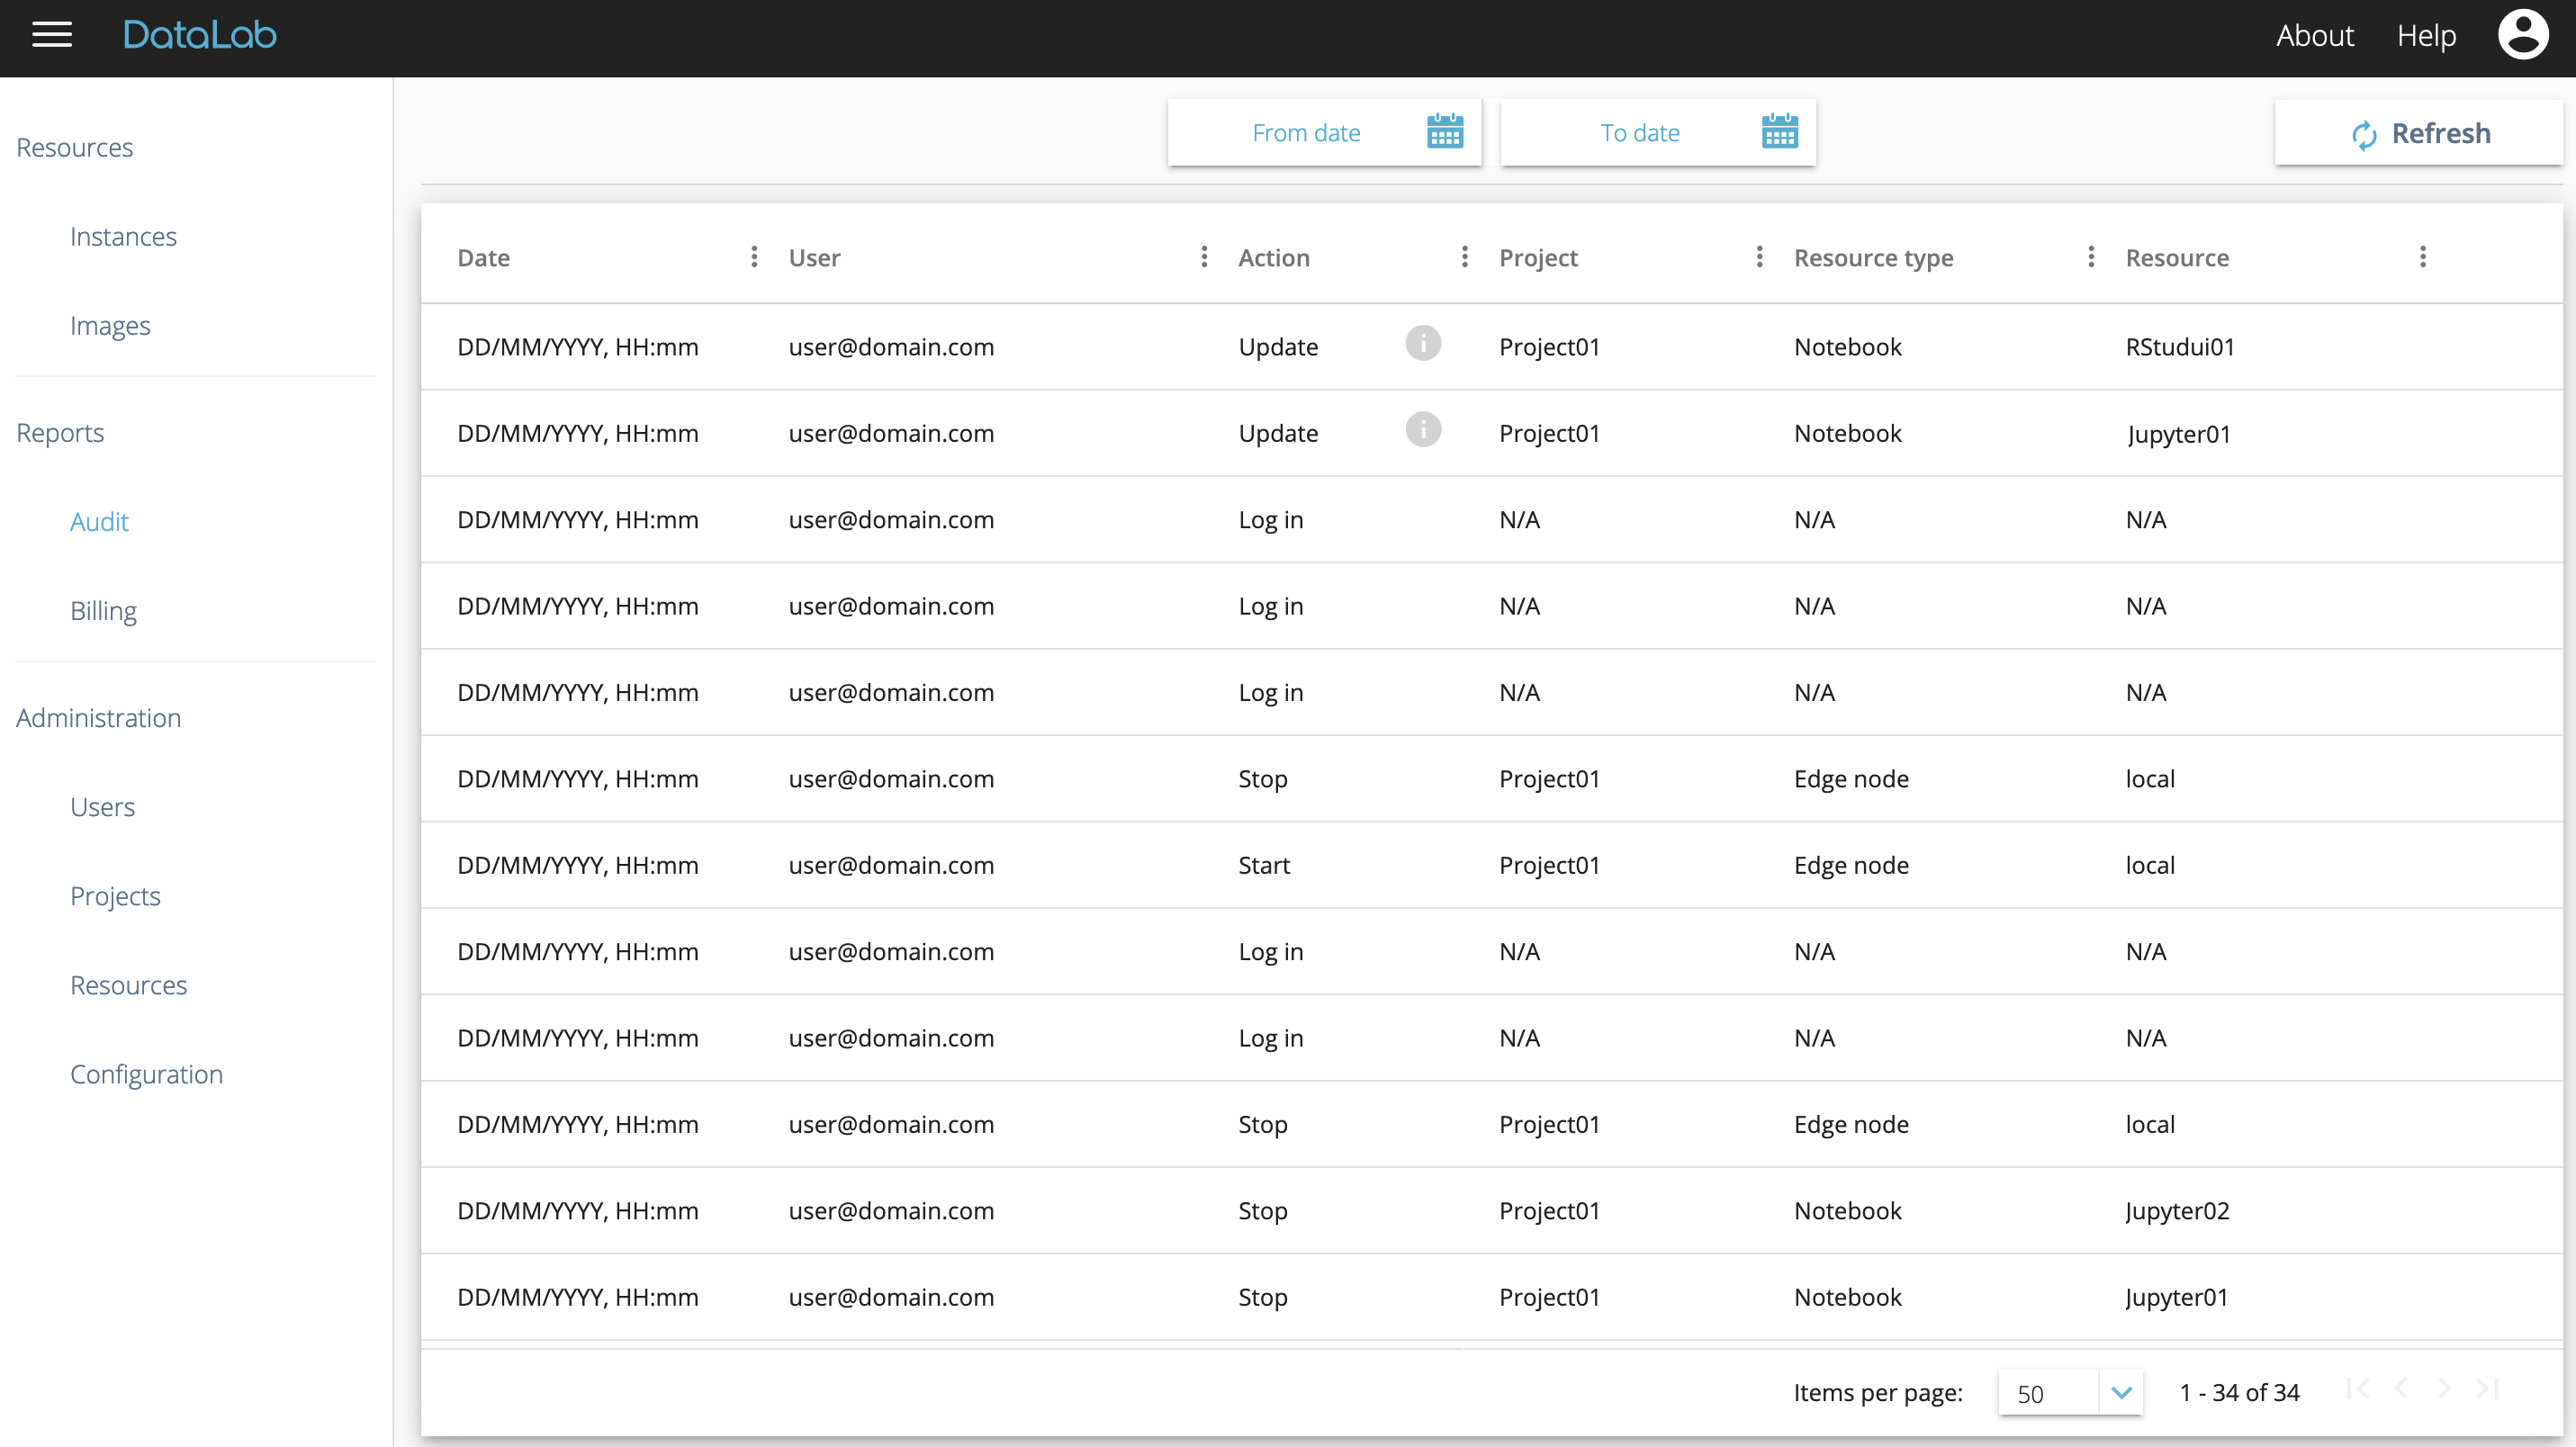 DataLab
About Help
Resources
Instances
Images
Reports
Audit
Billing
Administration
Users
Projects
Resources
Configuration
From date To date Refresh
Date User Action Project Resource type Resource
DD/MM/YYYY, HH:mm user@domain.com Update Project01 Notebook RStudui01
DD/MM/YYYY, HH:mm user@domain.com Update Project01 Notebook Jupyter01
DD/MM/YYYY, HH:mm user@domain.com Log in N/A N/A N/A
DD/MM/YYYY, HH:mm user@domain.com Log in N/A N/A N/A
DD/MM/YYYY, HH:mm user@domain.com Log in N/A N/A N/A
DD/MM/YYYY, HH:mm user@domain.com Stop Project01 Edge node local
DD/MM/YYYY, HH:mm user@domain.com Start Project01 Edge node local
DD/MM/YYYY, HH:mm user@domain.com Log in N/A N/A N/A
DD/MM/YYYY, HH:mm user@domain.com Log in N/A N/A N/A
DD/MM/YYYY, HH:mm user@domain.com Stop Project01 Edge node local
DD/MM/YYYY, HH:mm user@domain.com Stop Project01 Notebook Jupyter02
DD/MM/YYYY, HH:mm user@domain.com Stop Project01 Notebook Jupyter01
Items per page: 50 1 - 34 of 34